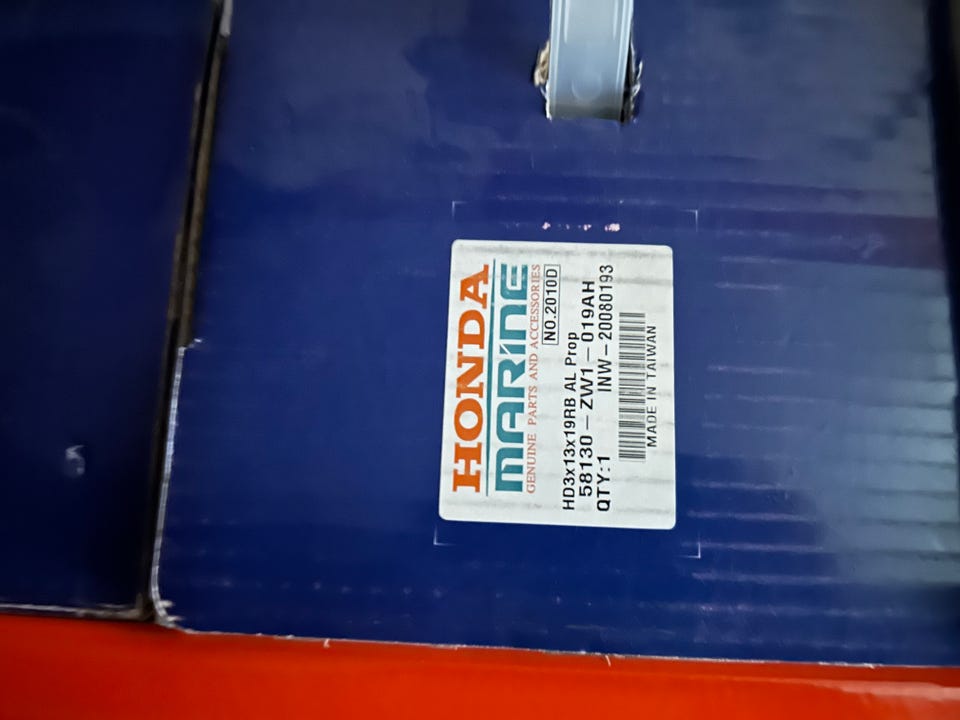 HONDA
MARINE
GENUINE PARTS AND ACCESSORIES
NO.2010D
HD3x13x19RB AL Prop
58130-ZW1-019AH
QTY:1 INW-20080193
MADE IN TAIWAN